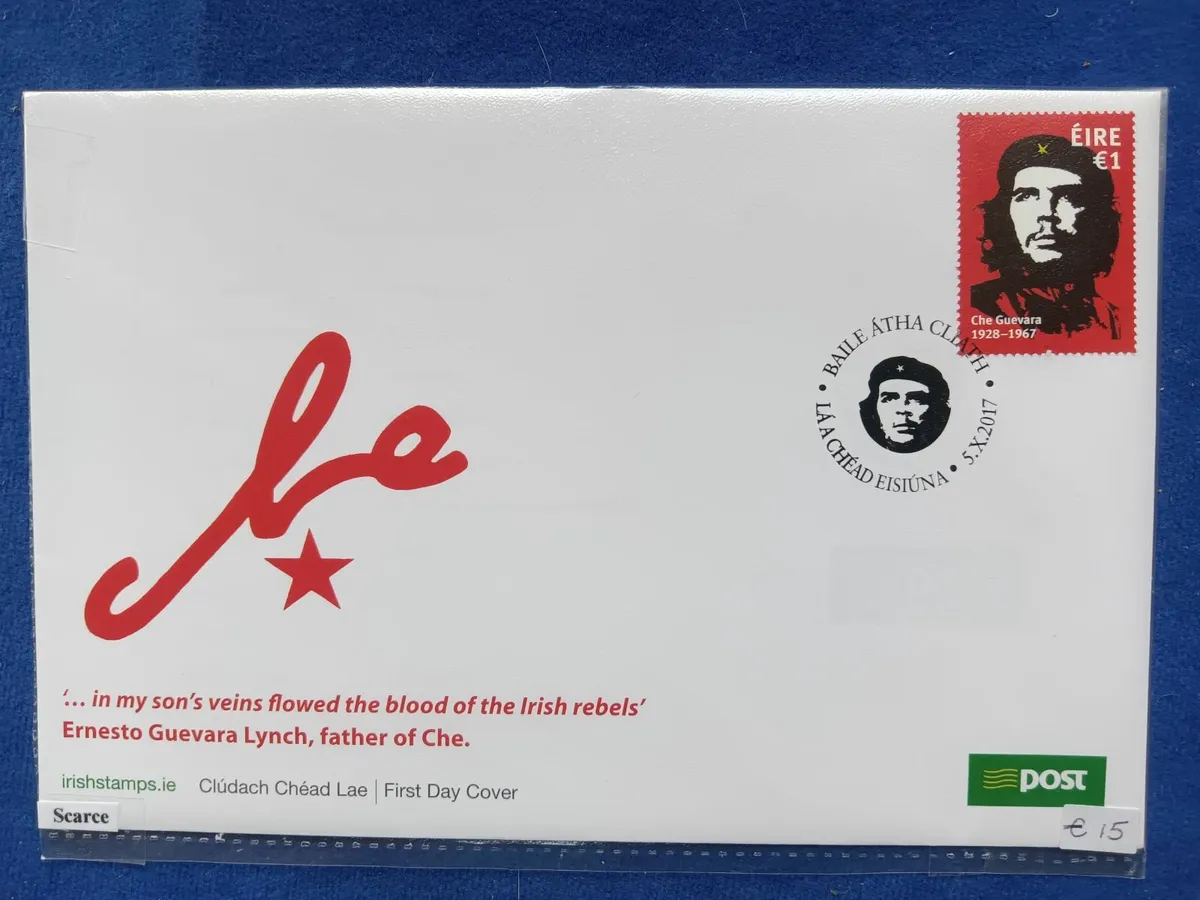 ÉIRE
€1
Che Guevara
1928–1967
BAILE ÁTHA CLIATH
LÁ A CHÉAD EISIÚNA • 5.X.2017
Che
‘... in my son’s veins flowed the blood of the Irish rebels’
Ernesto Guevara Lynch, father of Che.
irishstamps.ie Clúdach Chéad Lae | First Day Cover
post
Scarce
€ 15